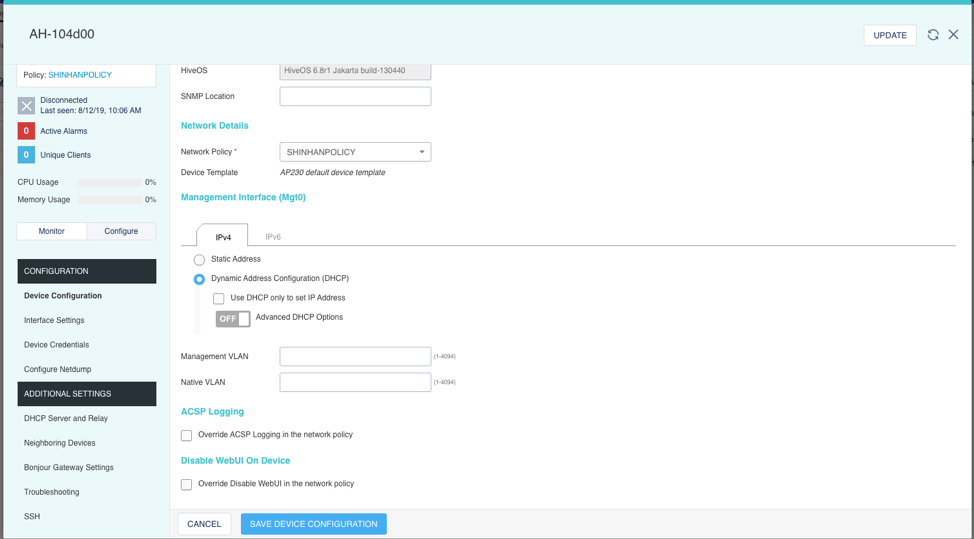 AH-104d00
UPDATE
Policy: SHINHANPOLICY
Disconnected
Last seen: 8/12/19, 10:06 AM
0 Active Alarms
0 Unique Clients
CPU Usage 0%
Memory Usage 0%
Monitor Configure
CONFIGURATION
Device Configuration
Interface Settings
Device Credentials
Configure Netdump
ADDITIONAL SETTINGS
DHCP Server and Relay
Neighboring Devices
Bonjour Gateway Settings
Troubleshooting
SSH
HiveOS HiveOS 6.8r1 Jakarta build-130440
SNMP Location
Network Details
Network Policy * SHINHANPOLICY
Device Template AP230 default device template
Management Interface (Mgt0)
IPv4 IPv6
Static Address
Dynamic Address Configuration (DHCP)
Use DHCP only to set IP Address
OFF Advanced DHCP Options
Management VLAN (1-4094)
Native VLAN (1-4094)
ACSP Logging
Override ACSP Logging in the network policy
Disable WebUI On Device
Override Disable WebUI in the network policy
CANCEL SAVE DEVICE CONFIGURATION